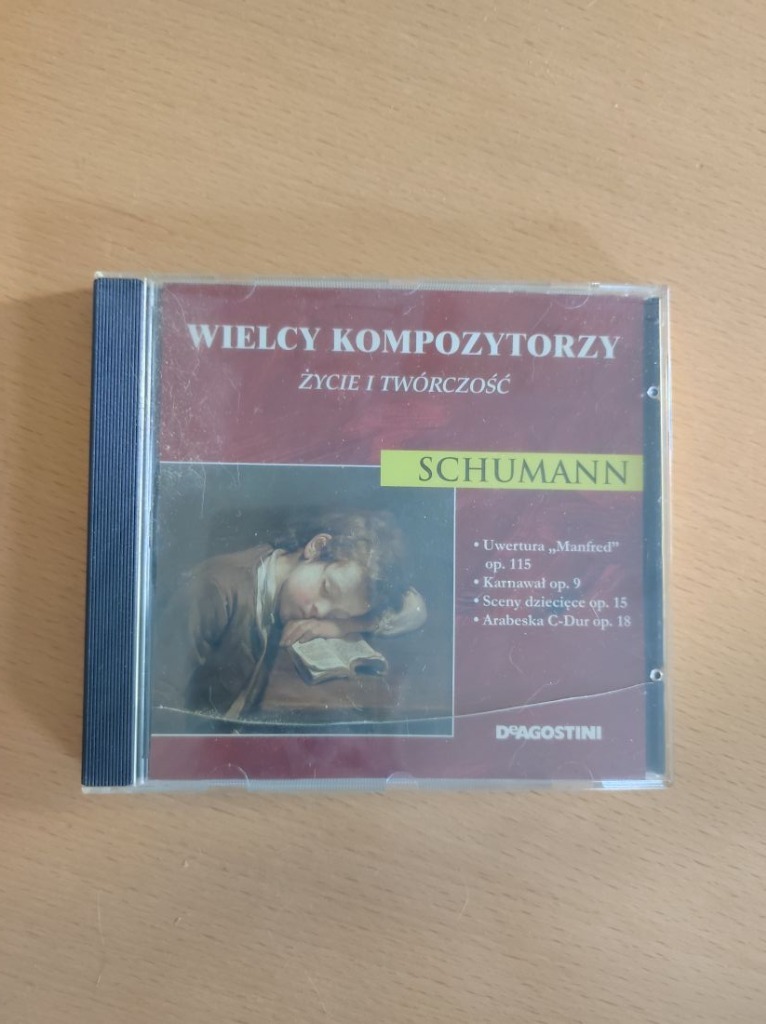 WIELCY KOMPOZYTORZY
ŻYCIE I TWÓRCZOŚĆ
SCHUMANN
• Uwertura „Manfred”
op. 115
• Karnawał op. 9
• Sceny dziecięce op. 15
• Arabeska C-Dur op. 18
DeAGOSTINI